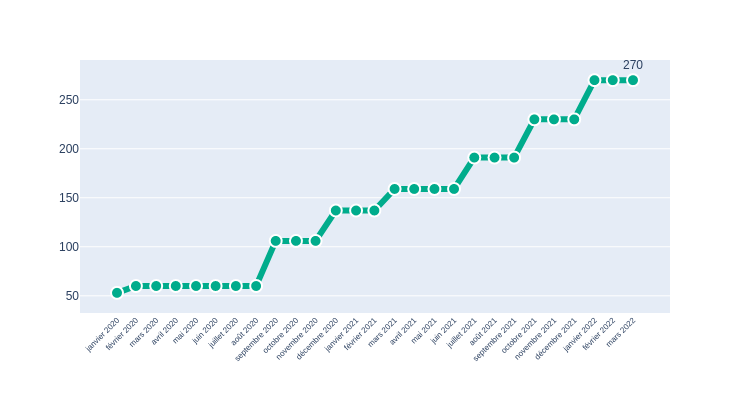 270
250
200
150
100
50
janvier 2020
février 2020
mars 2020
avril 2020
mai 2020
juin 2020
juillet 2020
août 2020
septembre 2020
octobre 2020
novembre 2020
décembre 2020
janvier 2021
février 2021
mars 2021
avril 2021
mai 2021
juin 2021
juillet 2021
août 2021
septembre 2021
octobre 2021
novembre 2021
décembre 2021
janvier 2022
février 2022
mars 2022